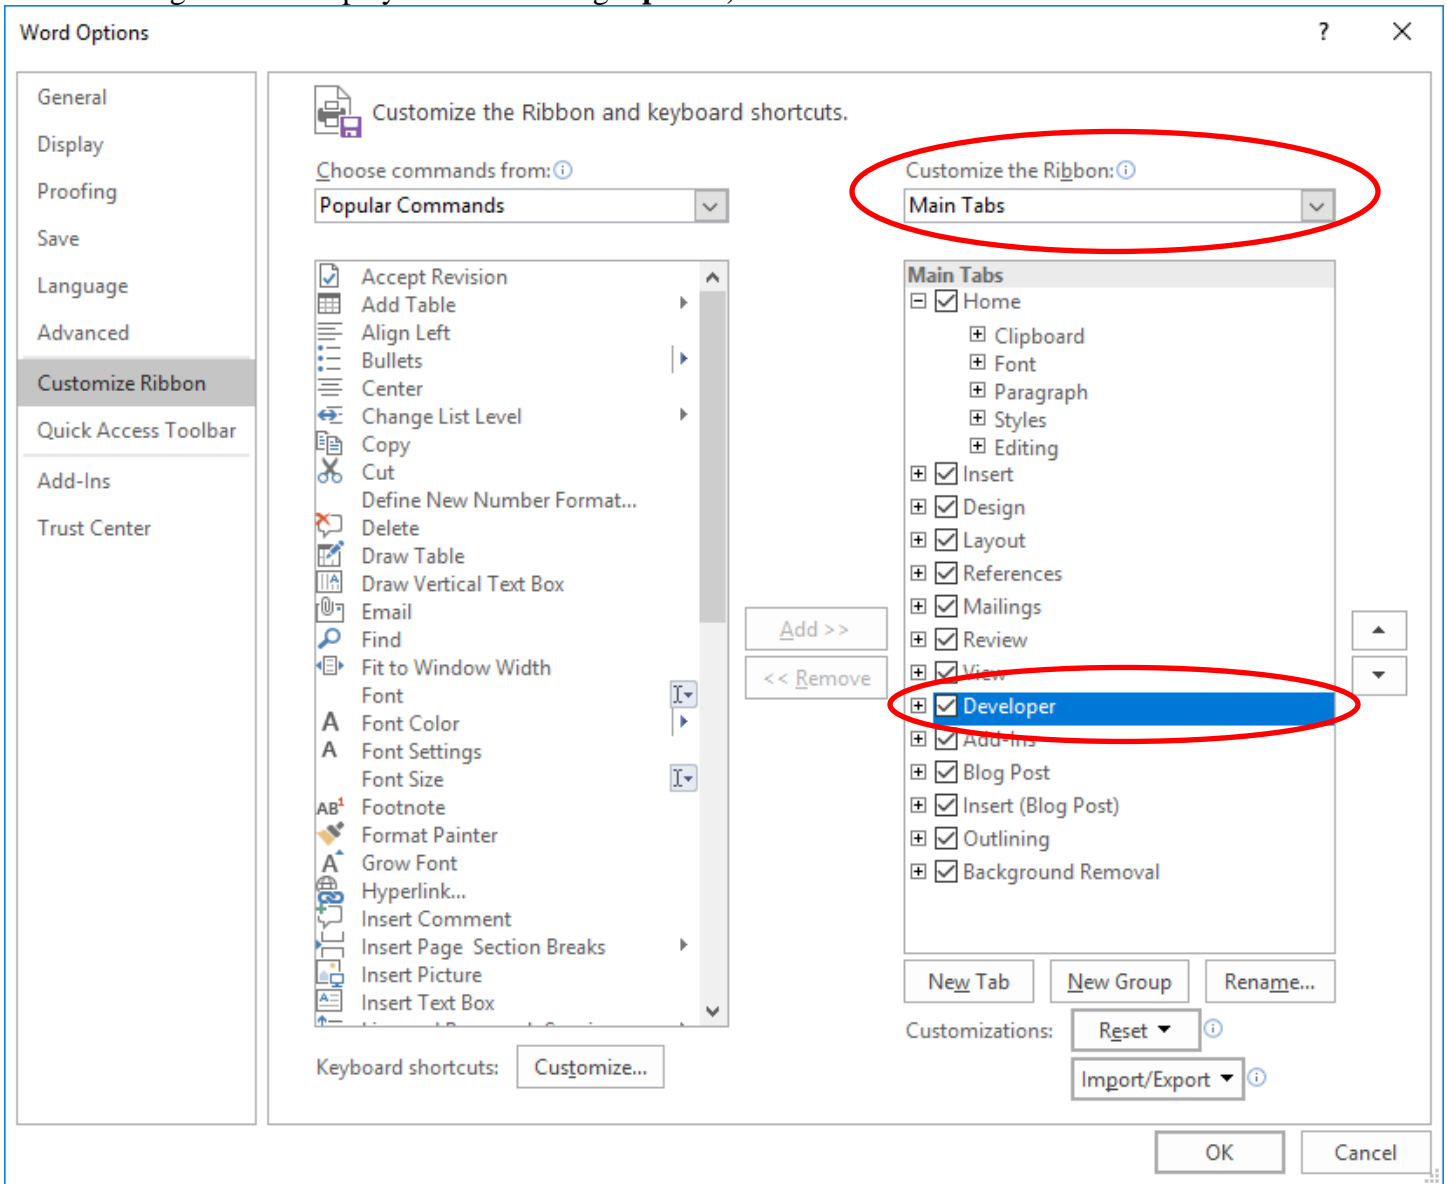 Word Options
?
General
Display
Proofing
Save
Language
Advanced
Customize Ribbon
Quick Access Toolbar
Add-Ins
Trust Center
Customize the Ribbon and keyboard shortcuts.
Choose commands from:
Popular Commands
Accept Revision
Add Table
Align Left
Bullets
Center
Change List Level
Copy
Cut
Define New Number Format...
Delete
Draw Table
Draw Vertical Text Box
Email
Find
Fit to Window Width
Font
Font Color
Font Settings
Font Size
Footnote
Format Painter
Grow Font
Hyperlink...
Insert Comment
Insert Page  Section Breaks
Insert Picture
Insert Text Box
Keyboard shortcuts: Customize...
Add >>
<< Remove
Customize the Ribbon:
Main Tabs
Main Tabs
Home
Clipboard
Font
Paragraph
Styles
Editing
Insert
Design
Layout
References
Mailings
Review
View
Developer
Add-Ins
Blog Post
Insert (Blog Post)
Outlining
Background Removal
New Tab New Group Rename...
Customizations: Reset
Import/Export
OK Cancel